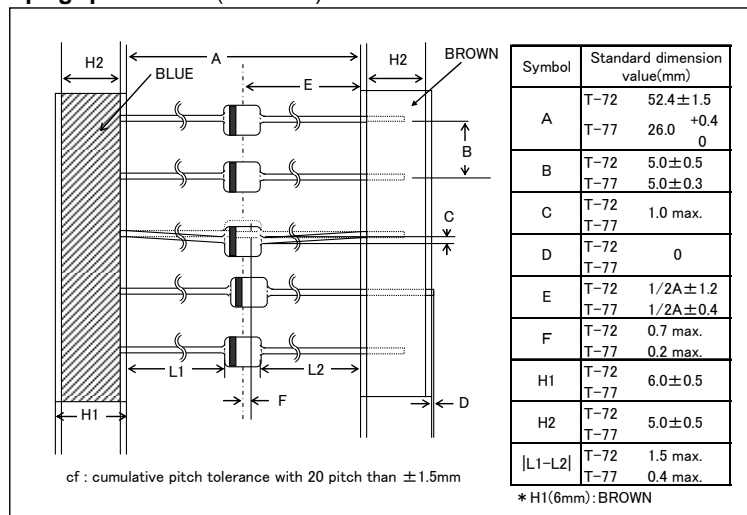 H2
A
H2
BLUE
BROWN
E
B
C
L1
L2
F
H1
D
cf : cumulative pitch tolerance with 20 pitch than ±1.5mm
Symbol Standard dimension value(mm)
A T-72 52.4±1.5
T-77 26.0 +0.4 0
B T-72 5.0±0.5
T-77 5.0±0.3
C T-72 1.0 max.
T-77
D T-72 0
T-77
E T-72 1/2A±1.2
T-77 1/2A±0.4
F T-72 0.7 max.
T-77 0.2 max.
H1 T-72 6.0±0.5
T-77
H2 T-72 5.0±0.5
T-77
|L1-L2| T-72 1.5 max.
T-77 0.4 max.
* H1(6mm):BROWN